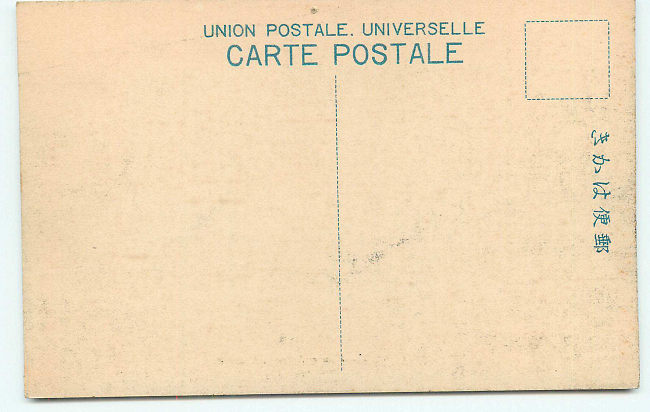 UNION POSTALE. UNIVERSELLE
CARTE POSTALE
郵便はかき